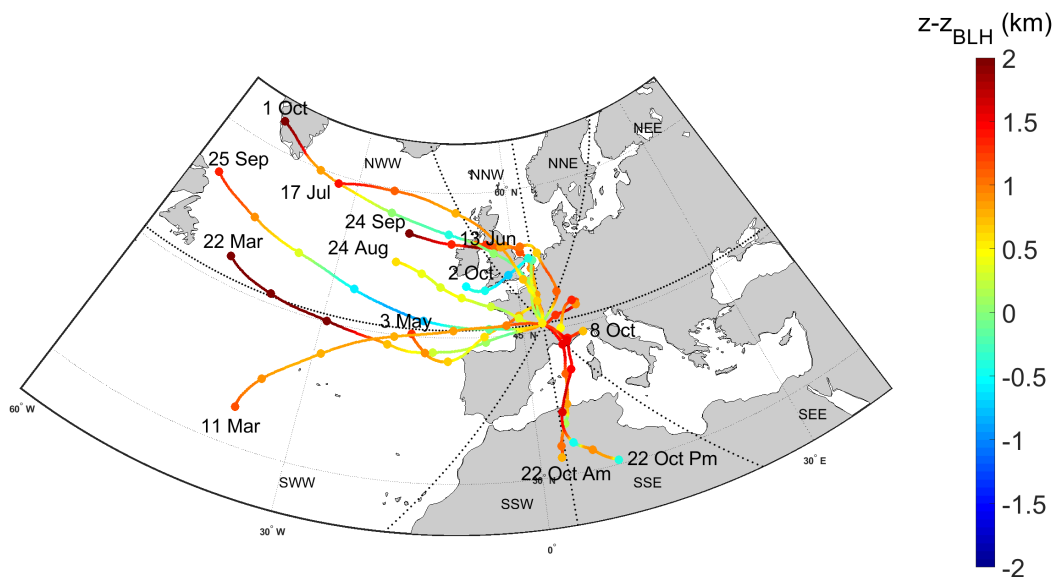 z-z_BLH (km)
2
1.5
1
0.5
0
-0.5
-1
-1.5
-2
1 Oct
25 Sep
17 Jul
24 Sep
22 Mar
24 Aug
13 Jun
2 Oct
3 May
8 Oct
11 Mar
22 Oct Am
22 Oct Pm
NWW
NNW
NNE
NEE
SEE
SSE
SSW
SWW
60° N
45° N
30° N
60° W
30° W
0°
30° E